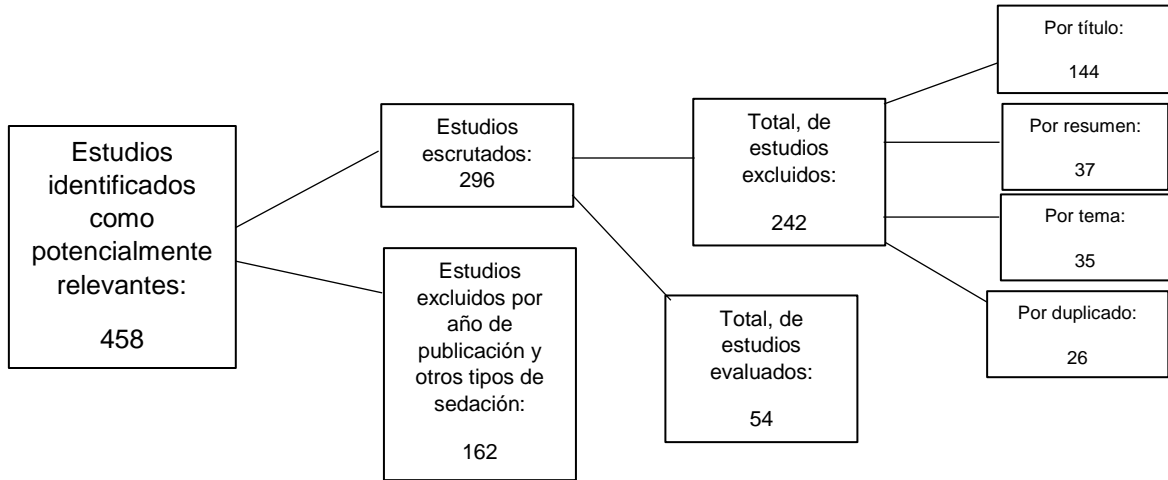 Estudios
identificados
como
potencialmente
relevantes:
458
Estudios
escrutados:
296
Estudios
excluidos por
año de
publicación y
otros tipos de
sedación:
162
Total, de
estudios
excluidos:
242
Total, de
estudios
evaluados:
54
Por título:
144
Por resumen:
37
Por tema:
35
Por duplicado:
26